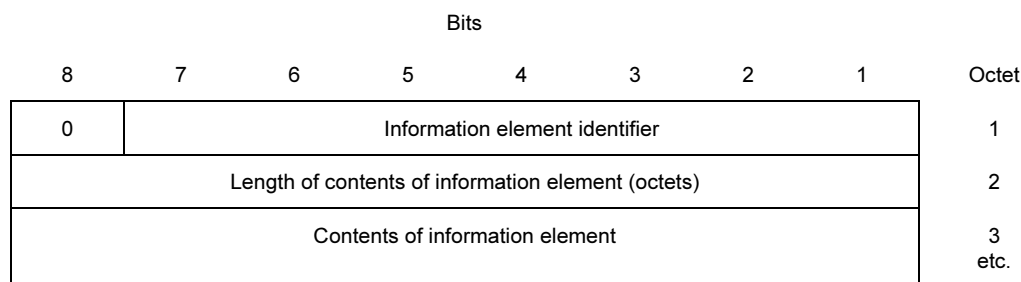 Bits
8 7 6 5 4 3 2 1 Octet
0 Information element identifier 1
Length of contents of information element (octets) 2
Contents of information element 3
etc.